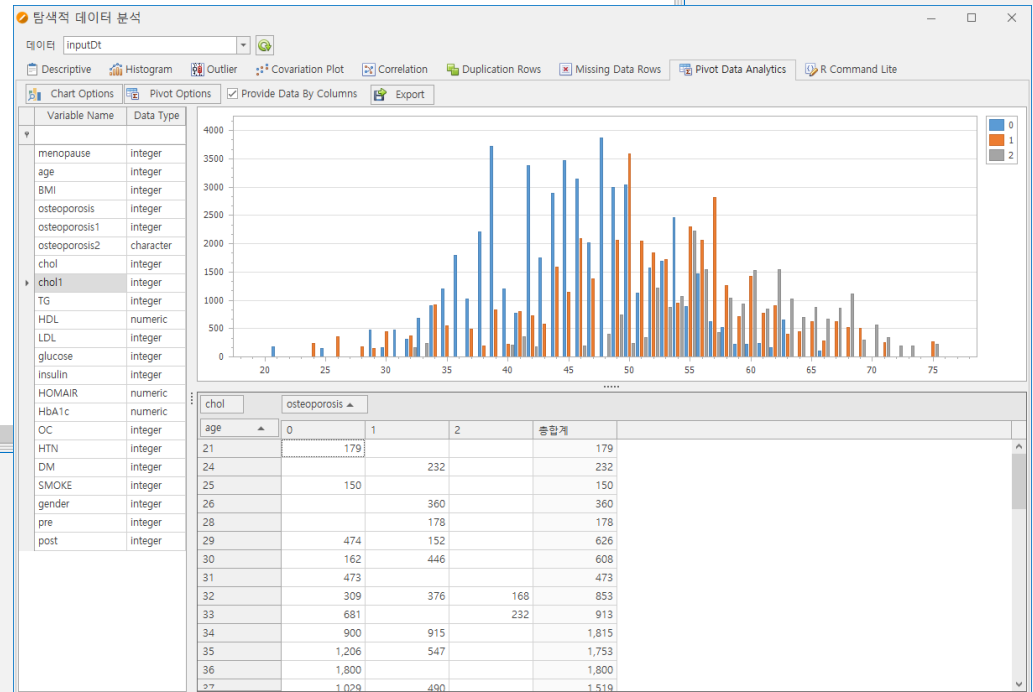 탐색적 데이터 분석
데이터 inputDt
Descriptive Histogram Outlier Covariation Plot Correlation Duplication Rows Missing Data Rows Pivot Data Analytics R Command Lite
Chart Options Pivot Options Provide Data By Columns Export
Variable Name Data Type
menopause integer
age integer
BMI integer
osteoporosis integer
osteoporosis1 integer
osteoporosis2 character
chol integer
chol1 integer
TG integer
HDL numeric
LDL integer
glucose integer
insulin integer
HOMAIR numeric
HbA1c numeric
OC integer
HTN integer
DM integer
SMOKE integer
gender integer
pre integer
post integer
4000
3500
3000
2500
2000
1500
1000
500
0
20 25 30 35 40 45 50 55 60 65 70 75
0
1
2
chol osteoporosis
age 0 1 2 총합계
21 179 179
24 232 232
25 150 150
26 360 360
28 178 178
29 474 152 626
30 162 446 608
31 473 473
32 309 376 168 853
33 681 232 913
34 900 915 1,815
35 1,206 547 1,753
36 1,800 1,800
37 1,029 490 1,519